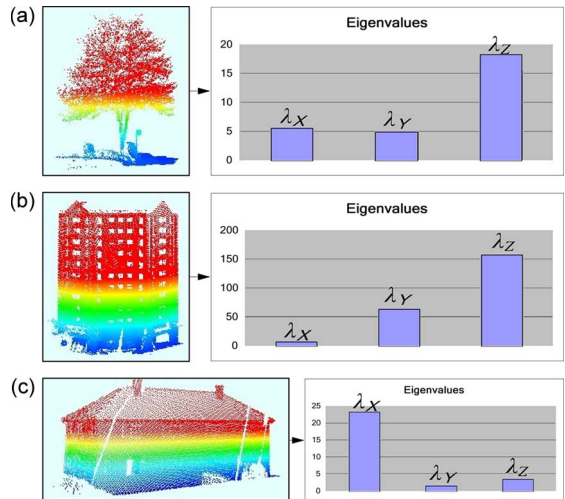 (a)
Eigenvalues
20
15
10
5
0
λX
λY
λZ
(b)
Eigenvalues
200
150
100
50
0
λX
λY
λZ
(c)
Eigenvalues
25
20
15
10
5
0
λX
λY
λZ